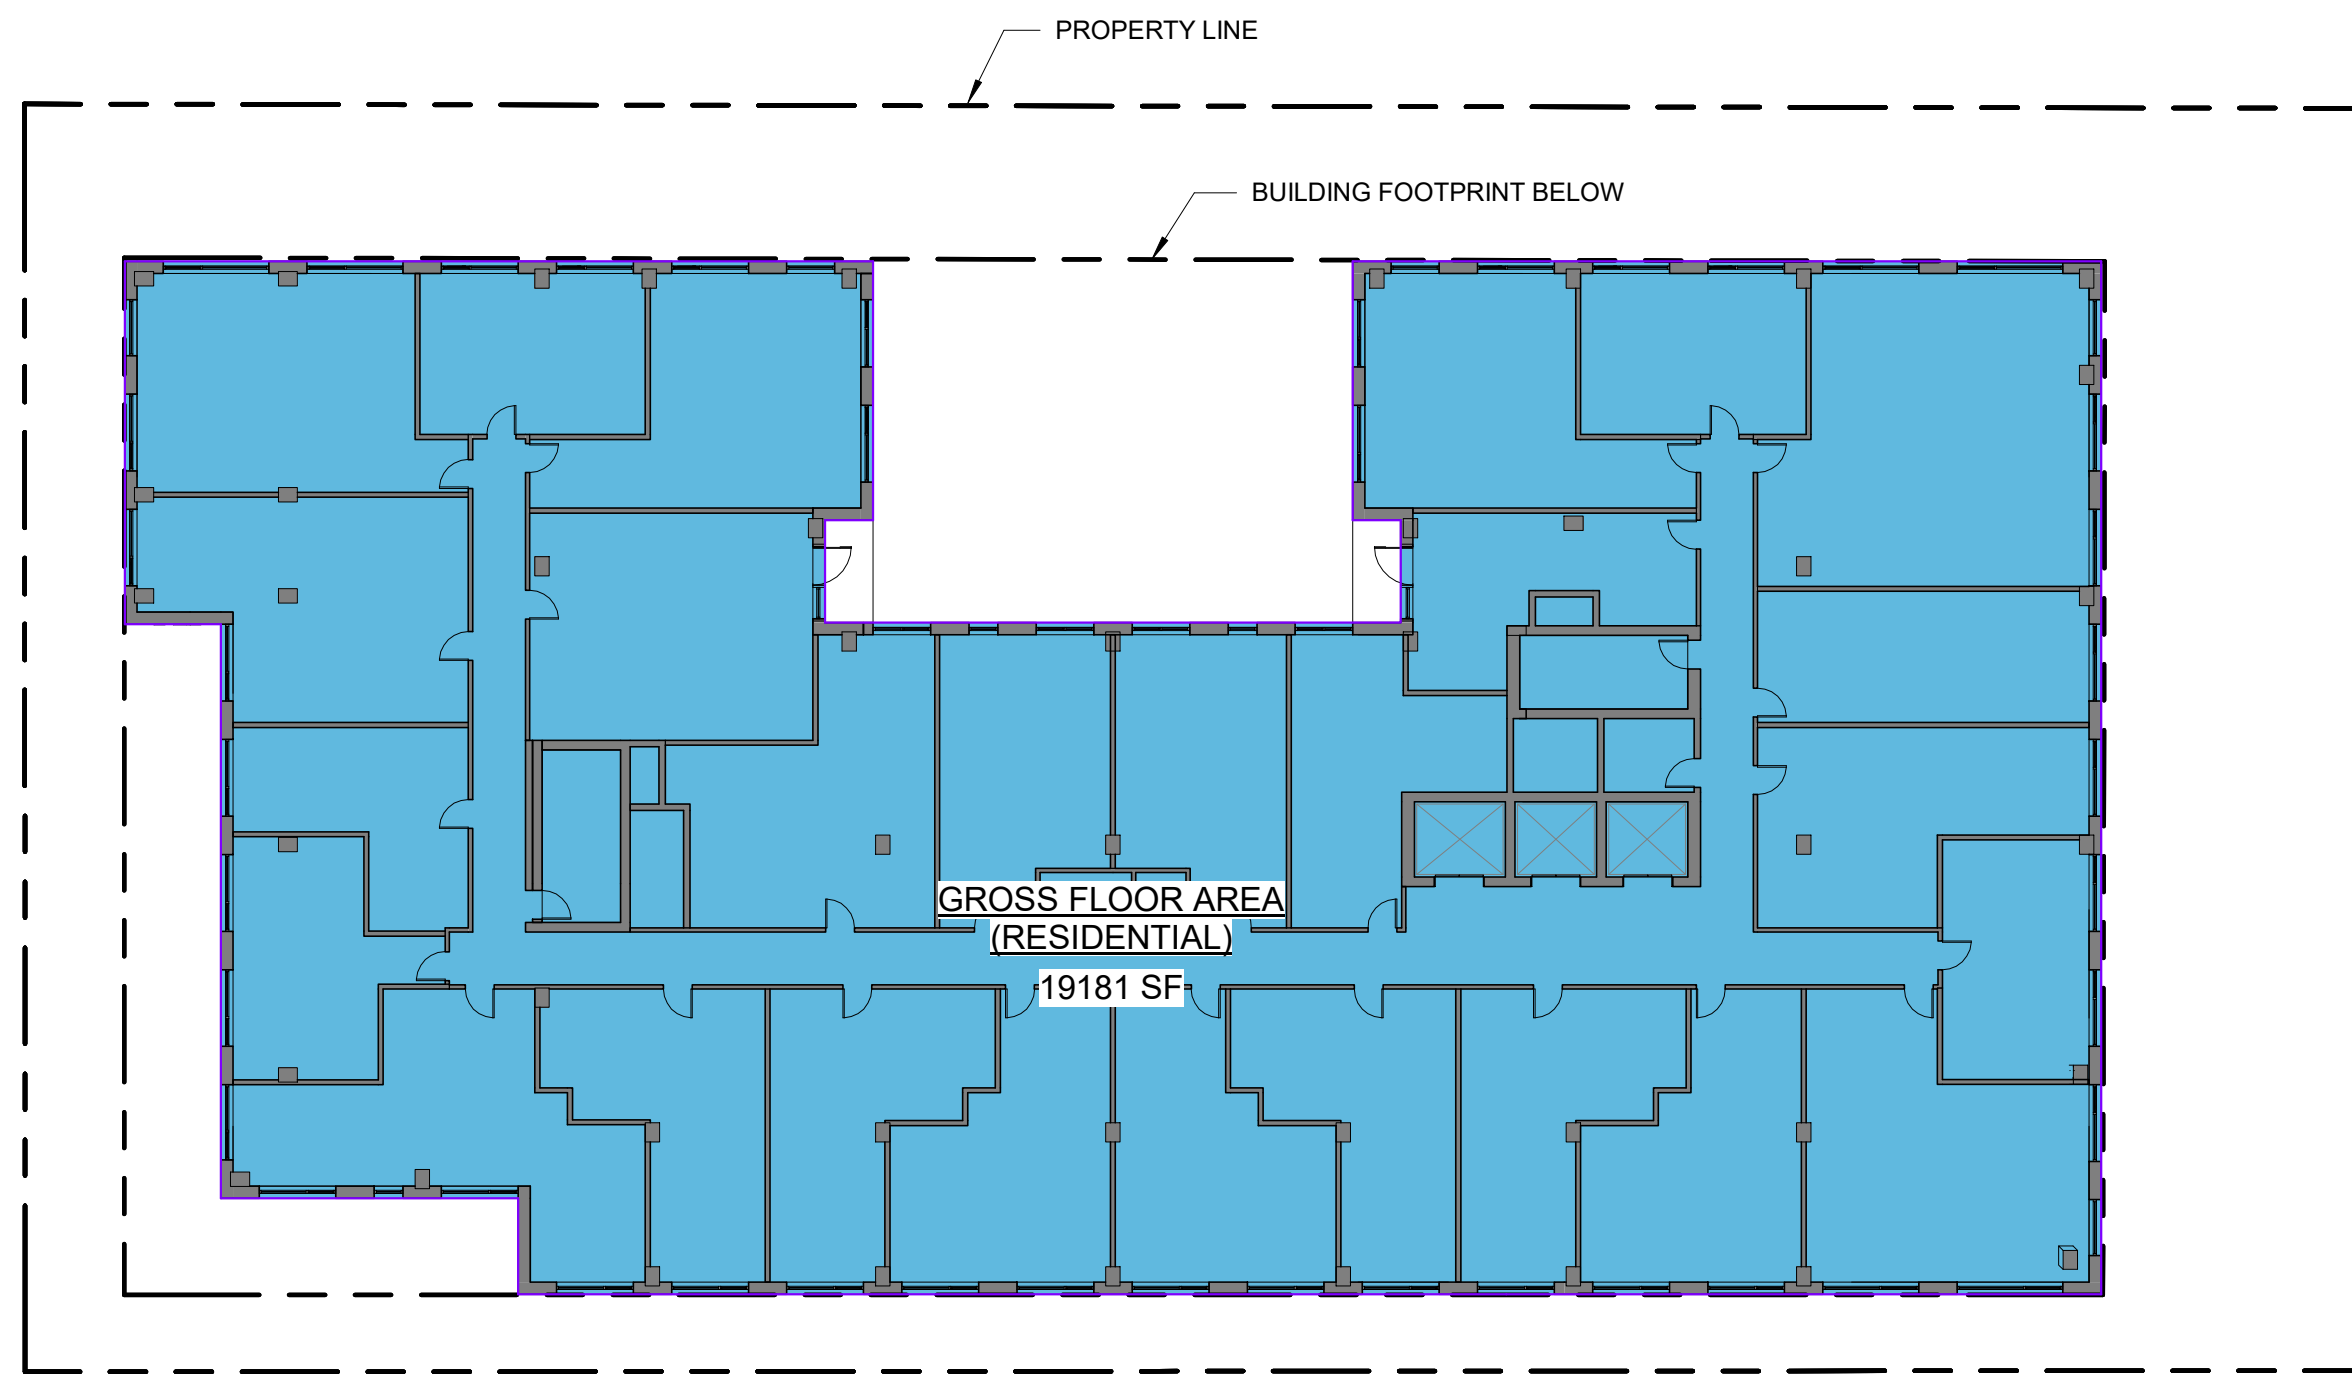 PROPERTY LINE
BUILDING FOOTPRINT BELOW
GROSS FLOOR AREA
(RESIDENTIAL)
19181 SF